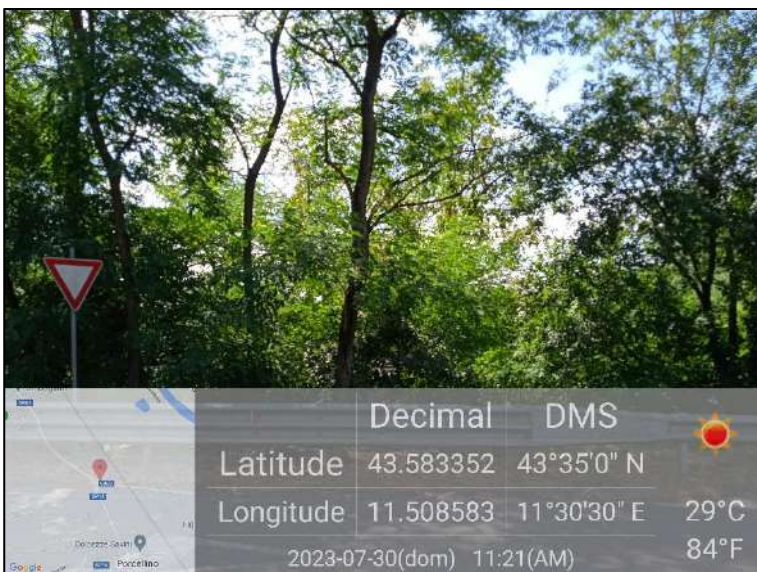 Decimal DMS
Latitude 43.583352 43°35'0" N
Longitude 11.508583 11°30'30" E 29°C
2023-07-30(dom) 11:21(AM) 84°F
Porcellino
Google